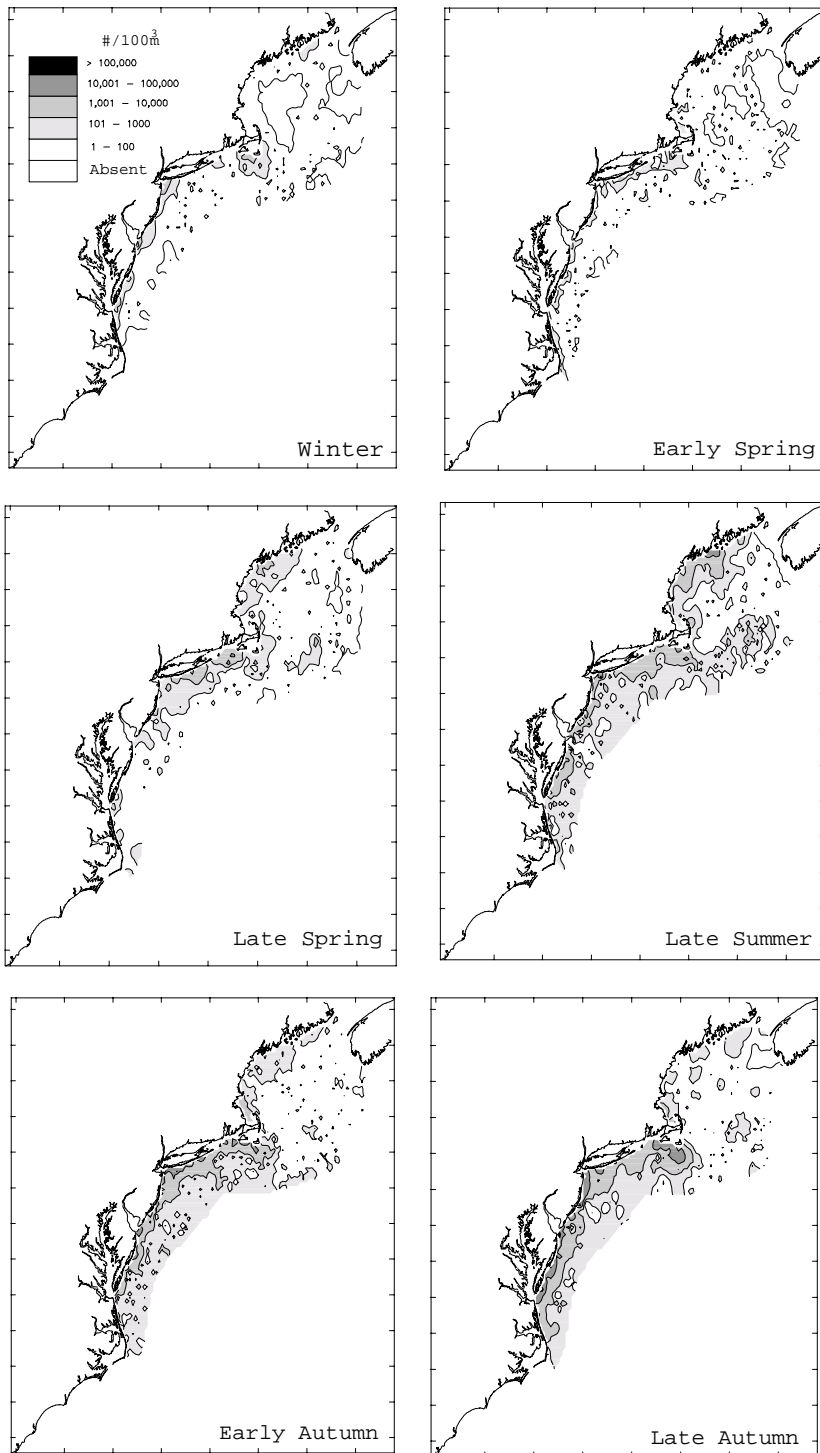 #/100m³
> 100,000
10,001 – 100,000
1,001 – 10,000
101 – 1000
1 – 100
Absent
Winter
Early Spring
Late Spring
Late Summer
Early Autumn
Late Autumn